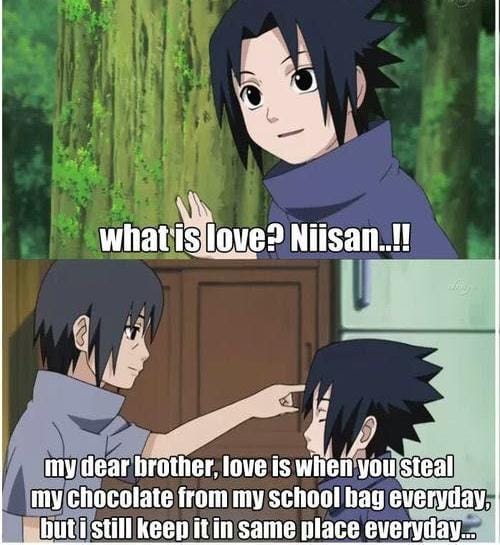 what is love? Niisan..!!
my dear brother, love is when you steal
my chocolate from my school bag everyday,
but i still keep it in same place everyday...